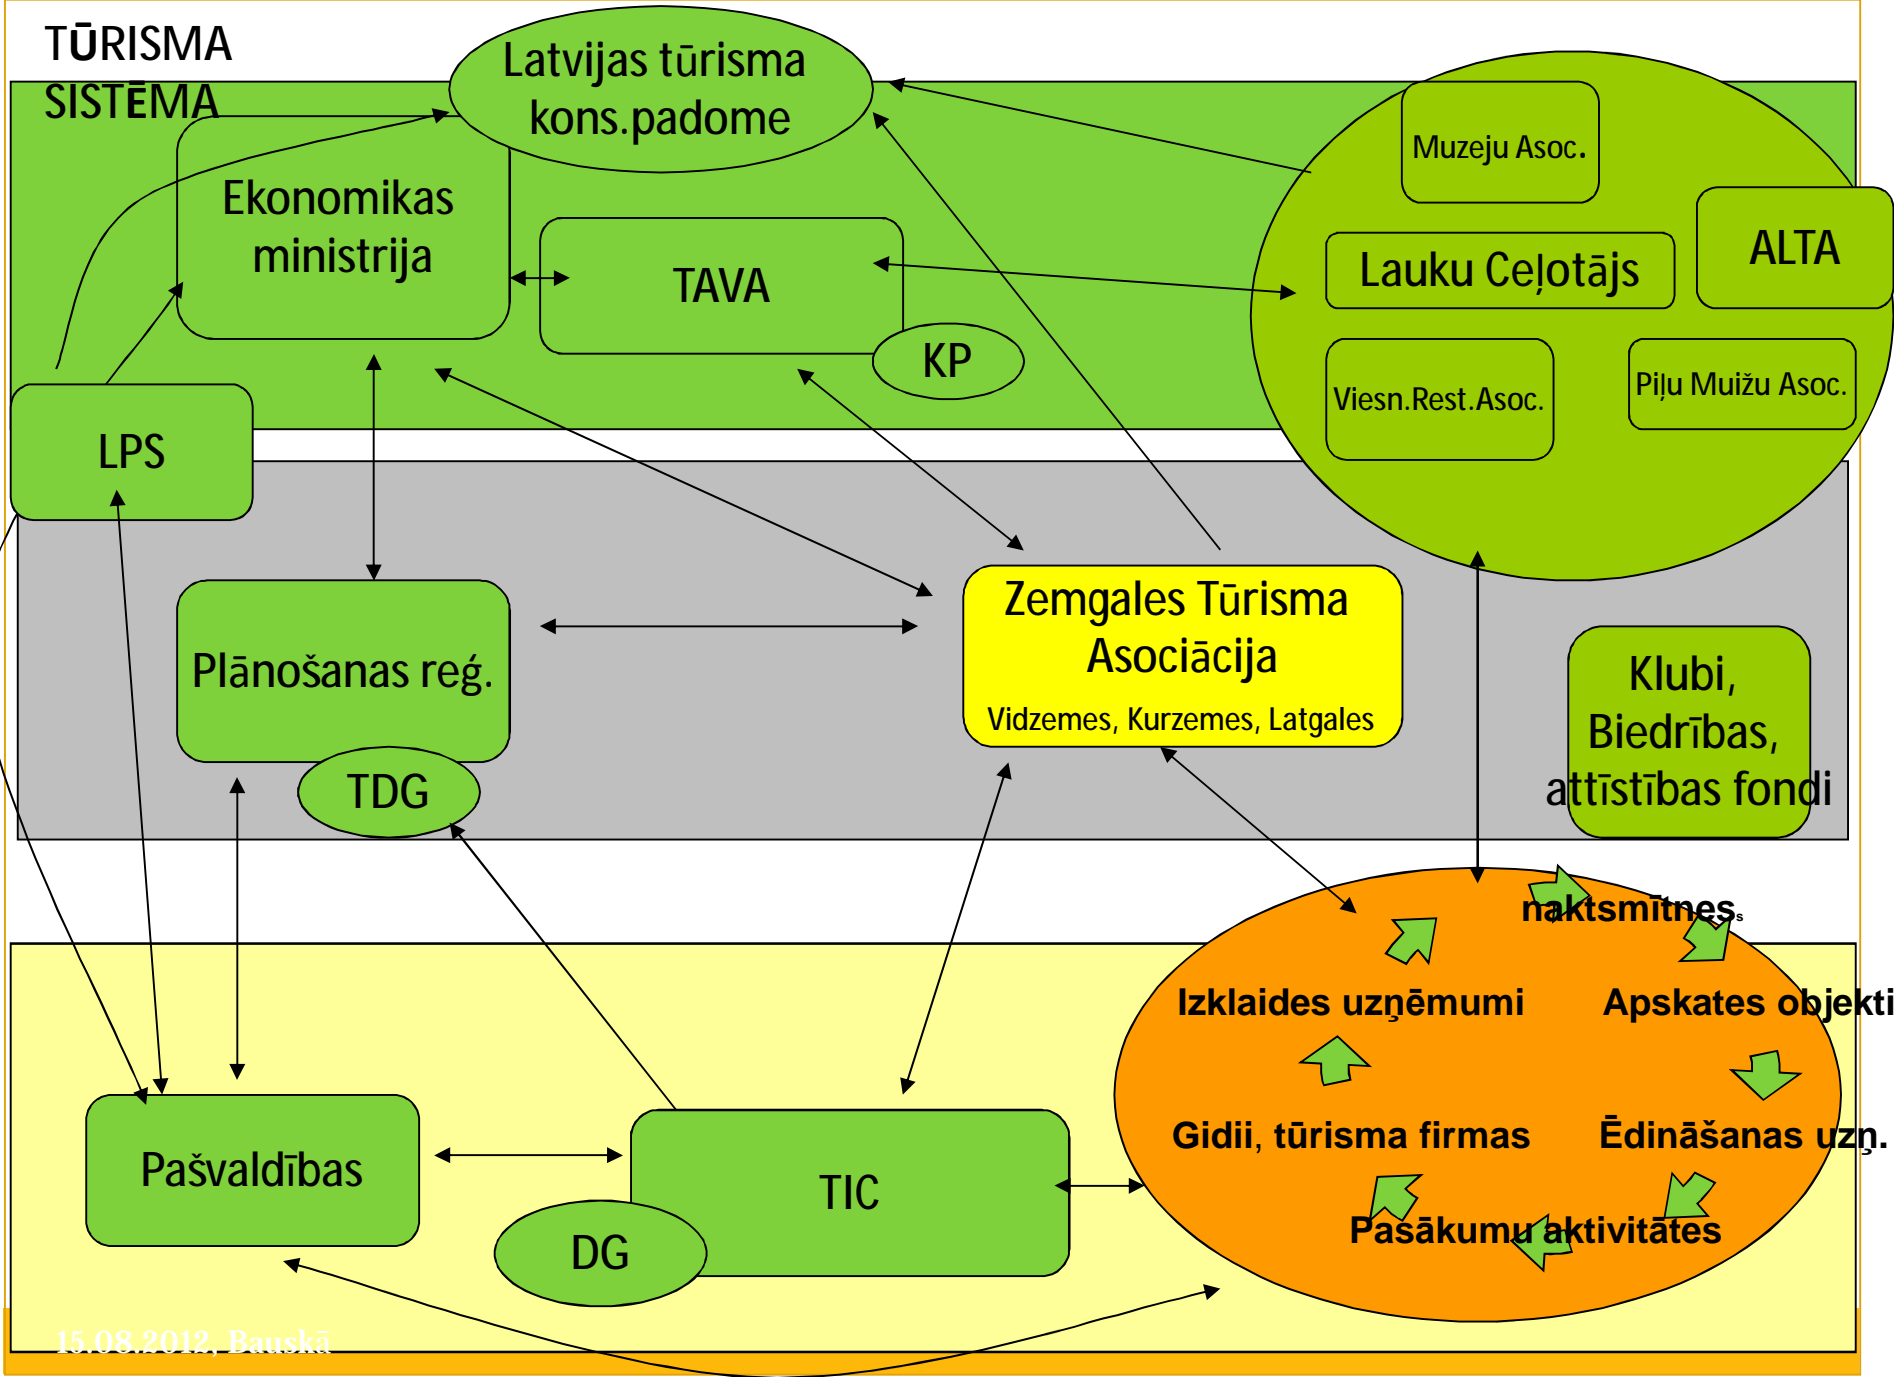 TŪRISMA
SISTĒMA
Latvijas tūrisma
kons.padome
Muzeju Asoc.
Ekonomikas
ministrija
TAVA
KP
Lauku Ceļotājs
ALTA
Viesn.Rest.Asoc.
Piļu Muižu Asoc.
LPS
Plānošanas reģ.
TDG
Zemgales Tūrisma
Asociācija
Vidzemes, Kurzemes, Latgales
Klubi,
Biedrības,
attīstības fondi
naktsmītnes s
Izklaides uzņēmumi
Apskates objekti
Gidii, tūrisma firmas
Ēdināšanas uzņ.
Pasākumu aktivitātes
Pašvaldības
TIC
DG
15.08.2012, Bauskā